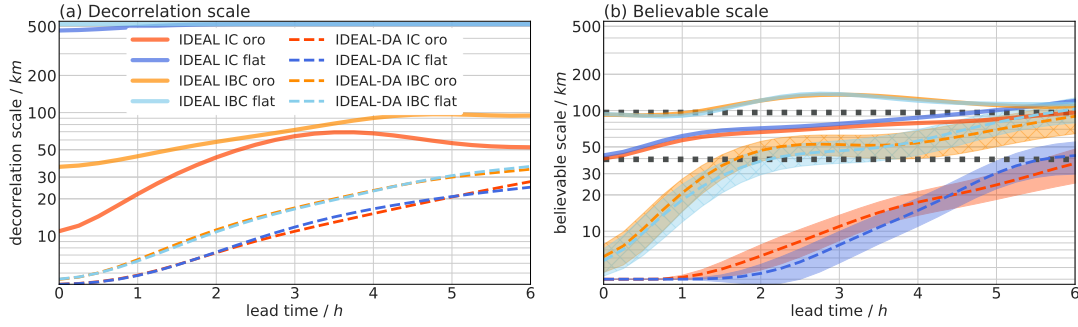 (a) Decorrelation scale
decorrelation scale / km
500
200
100
50
30
20
10
IDEAL IC oro
IDEAL IC flat
IDEAL IBC oro
IDEAL IBC flat
IDEAL-DA IC oro
IDEAL-DA IC flat
IDEAL-DA IBC oro
IDEAL-DA IBC flat
0 1 2 3 4 5 6
lead time / h
(b) Believable scale
believable scale / km
500
200
100
50
30
20
10
0 1 2 3 4 5 6
lead time / h